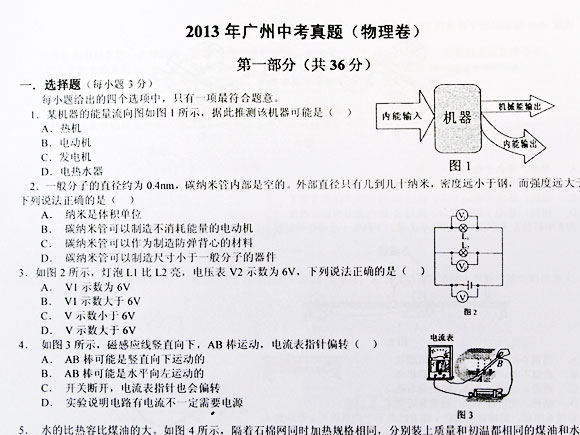 2013 年广州中考真题（物理卷）
第一部分（共 36 分）
一．选择题（每小题 3 分）
每小题给出的四个选项中，只有一项最符合题意。
1．某机器的能量流向图如图 1 所示，据此推测该机器可能是（ ）
A．热机
B．电动机
C．发电机
D．电热水器
内能输入
机器
机械能输出
内能输出
图 1
2．一般分子的直径约为 0.4nm，碳纳米管内部是空的。外部直径只有几到几十纳米，密度远小于钢，而强度远大于
下列说法正确的是（ ）
A． 纳米是体积单位
B． 碳纳米管可以制造不消耗能量的电动机
C． 碳纳米管可以作为制造防弹背心的材料
D． 碳纳米管可以制造尺寸小于一般分子的器件
3．如图 2 所示，灯泡 L1 比 L2 亮，电压表 V2 示数为 6V，下列说法正确的是（ ）
A． V1 示数为 6V
B． V1 示数大于 6V
C． V 示数小于 6V
D． V 示数大于 6V
图 2
4． 如图 3 所示，磁感应线竖直向下，AB 棒运动，电流表指针偏转（ ）
A． AB 棒可能是竖直向下运动的
B． AB 棒可能是水平向左运动的
C． 开关断开，电流表指针也会偏转
D． 实验说明电路有电流不一定需要电源
电流表
B
图 3
5． 水的比热容比煤油的大。如图 4 所示，隔着石棉网同时加热规格相同，分别装上质量和初温都相同的煤油和水